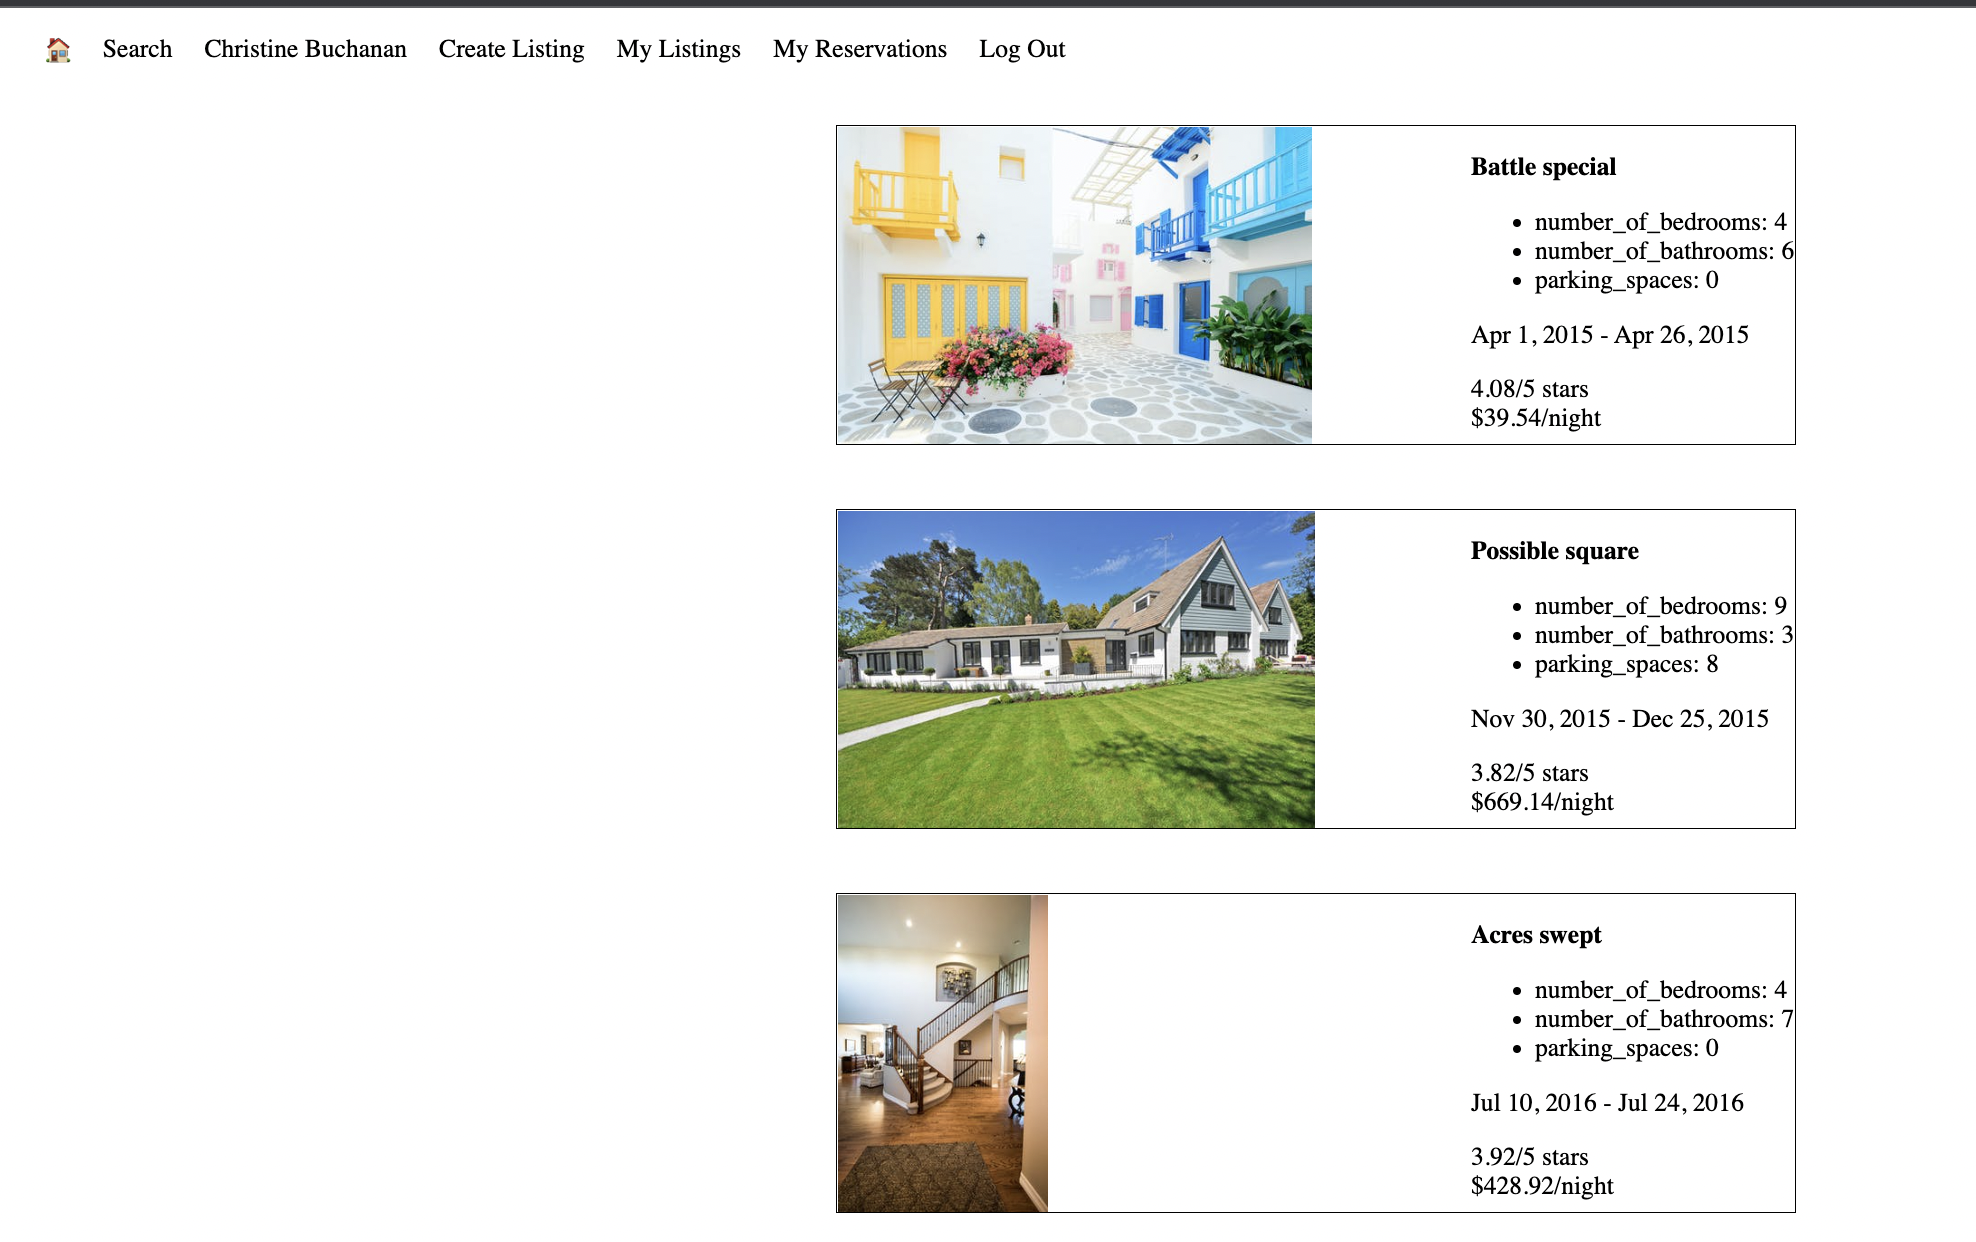 Search Christine Buchanan Create Listing My Listings My Reservations Log Out
Battle special
number_of_bedrooms: 4
number_of_bathrooms: 6
parking_spaces: 0
Apr 1, 2015 - Apr 26, 2015
4.08/5 stars
$39.54/night
Possible square
number_of_bedrooms: 9
number_of_bathrooms: 3
parking_spaces: 8
Nov 30, 2015 - Dec 25, 2015
3.82/5 stars
$669.14/night
Acres swept
number_of_bedrooms: 4
number_of_bathrooms: 7
parking_spaces: 0
Jul 10, 2016 - Jul 24, 2016
3.92/5 stars
$428.92/night